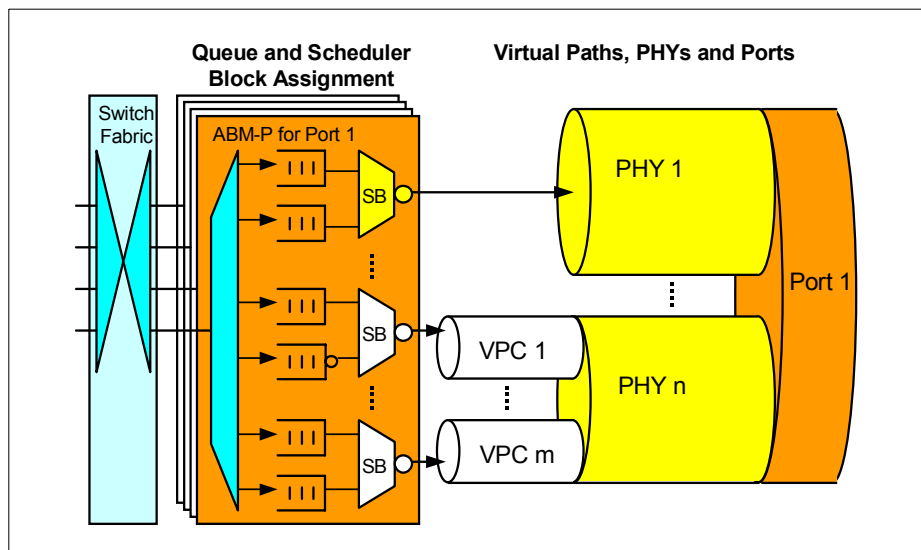 Queue and Scheduler
Block Assignment
Virtual Paths, PHYs and Ports
Switch
Fabric
ABM-P for Port 1
SB
PHY 1
Port 1
SB
VPC 1
PHY n
SB
VPC m